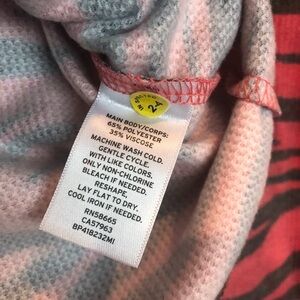 24
MAIN BODY/CORPS:
65% POLYESTER
35% VISCOSE
MACHINE WASH COLD.
GENTLE CYCLE.
WITH LIKE COLORS.
ONLY NON-CHLORINE
BLEACH IF NEEDED.
RESHAPE.
LAY FLAT TO DRY.
COOL IRON IF NEEDED.
RN58665
CA57963
BP418232MI